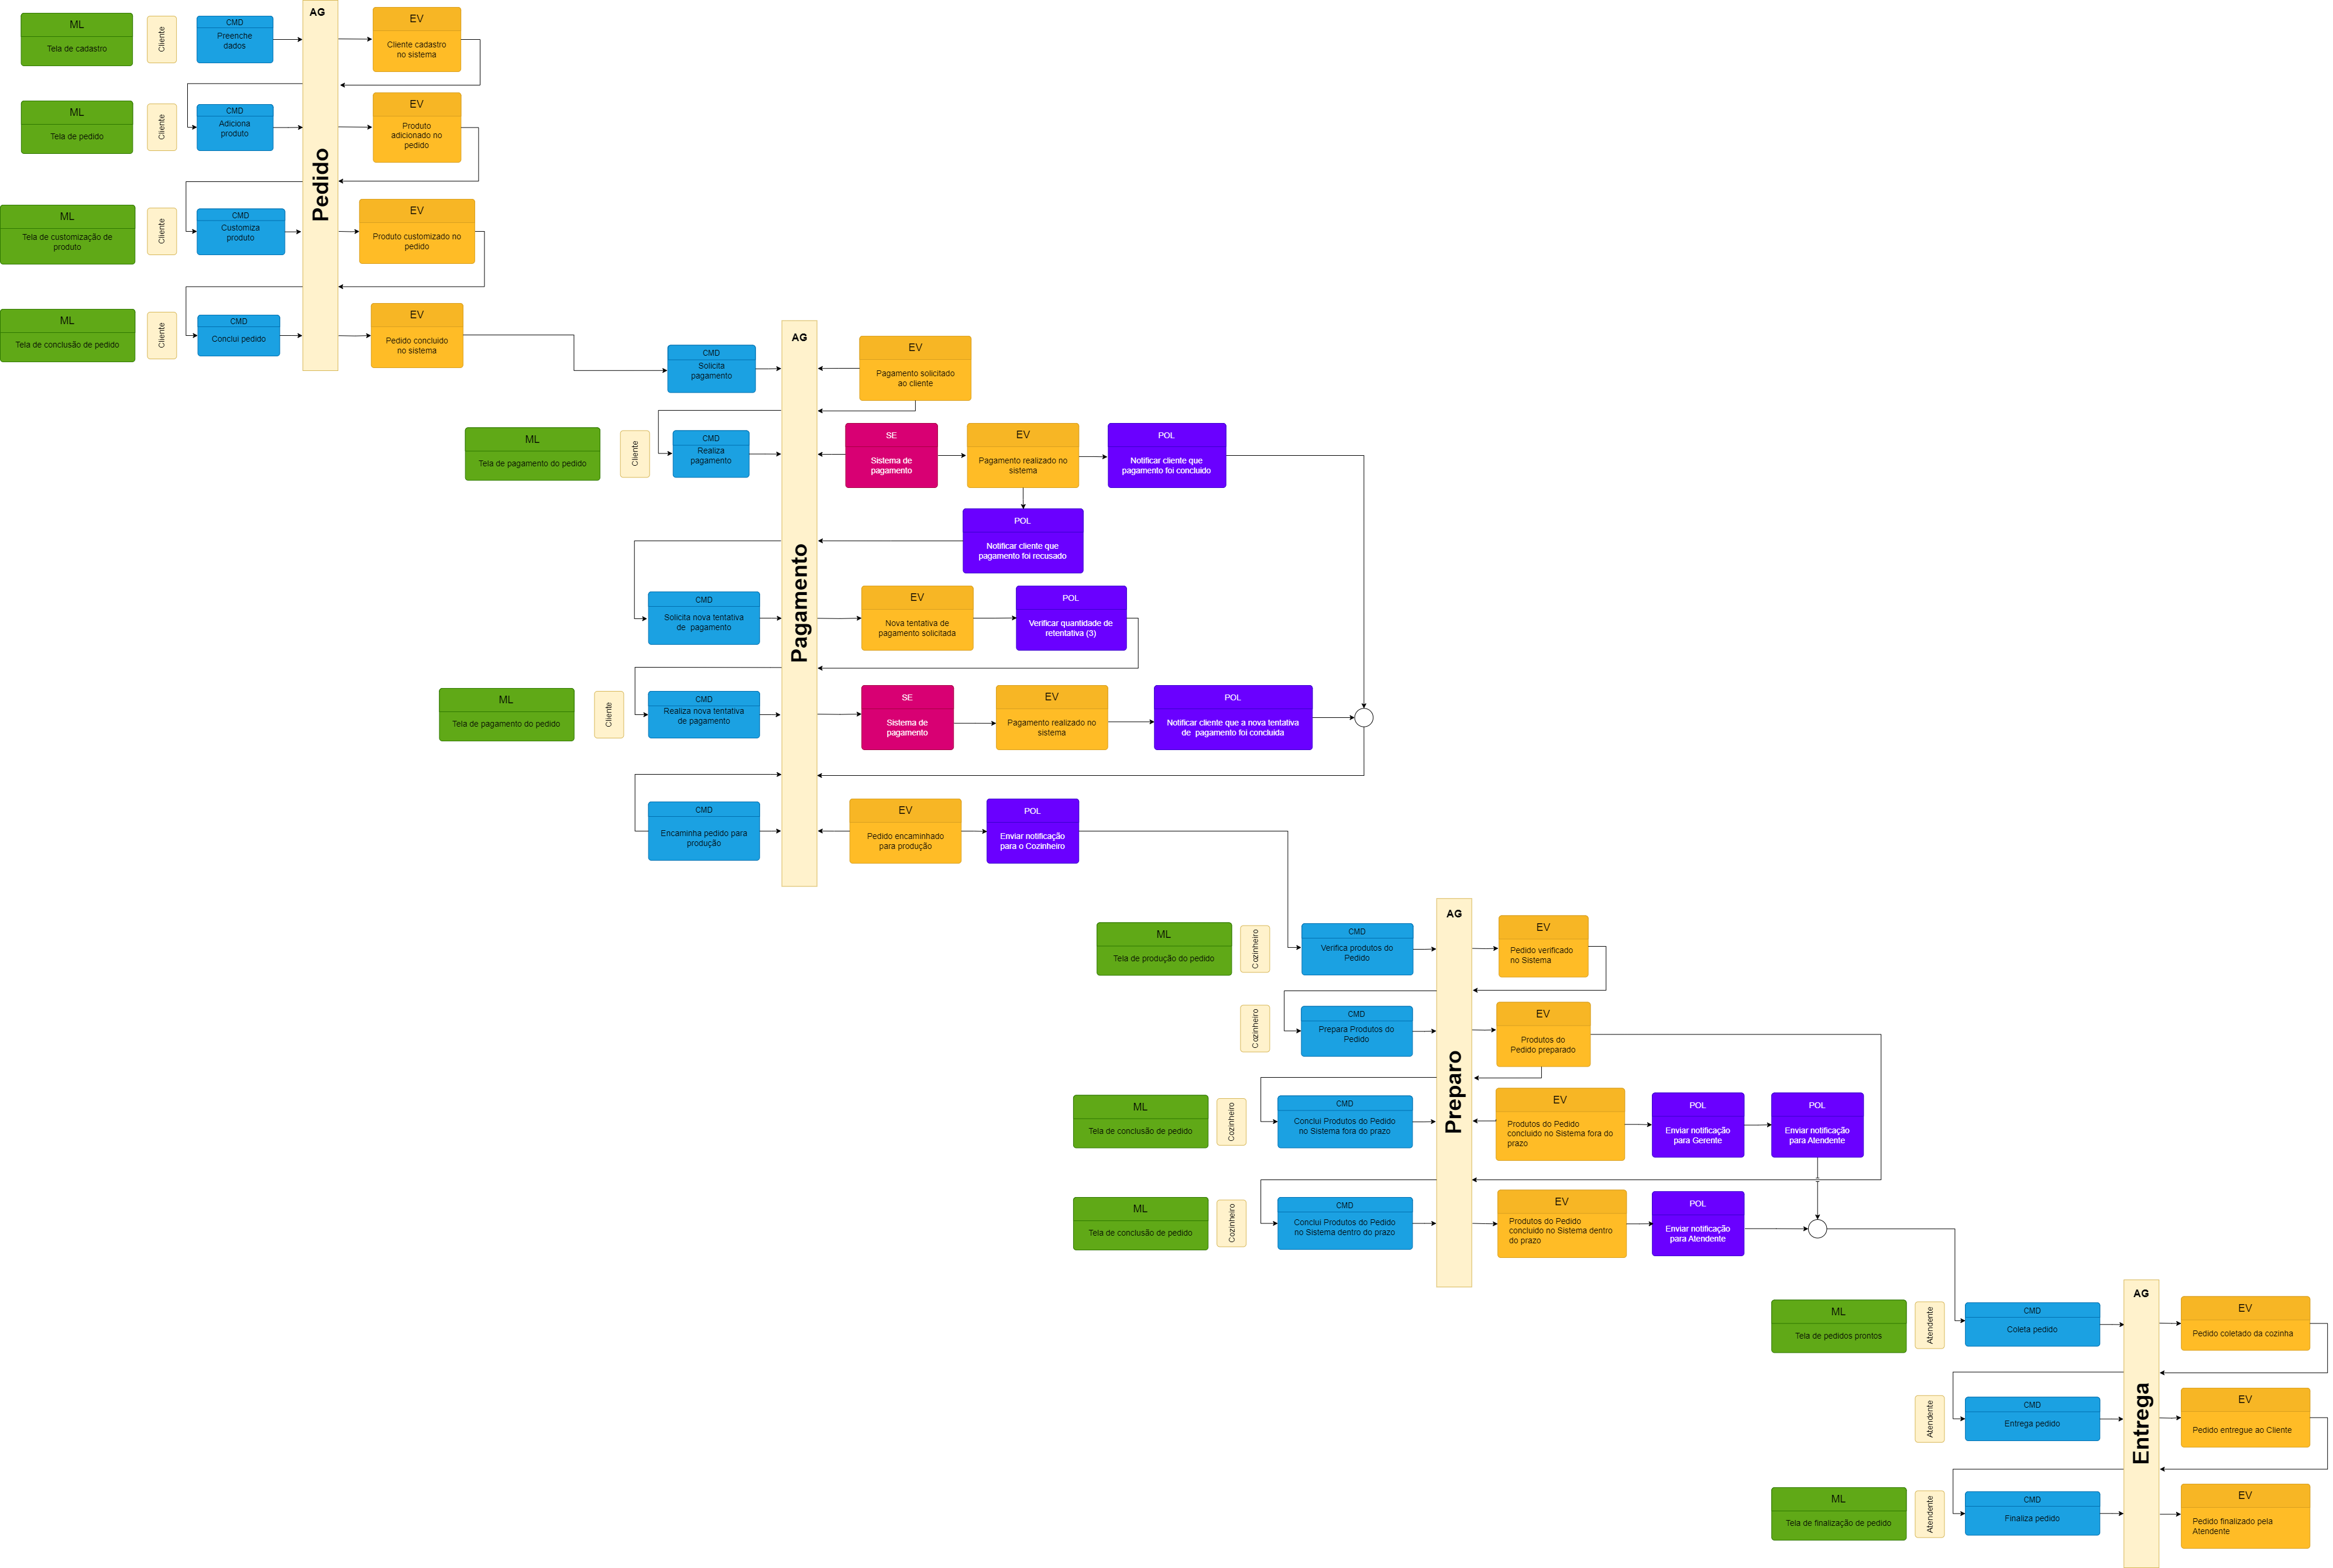 AG
Pedido
ML
Tela de cadastro
Cliente
CMD
Preenche
dados
EV
Cliente cadastro
no sistema
ML
Tela de pedido
Cliente
CMD
Adiciona
produto
EV
Produto
adicionado no
pedido
ML
Tela de customização de
produto
Cliente
CMD
Customiza
produto
EV
Produto customizado no
pedido
ML
Tela de conclusão de pedido
Cliente
CMD
Conclui pedido
EV
Pedido concluido
no sistema
AG
Pagamento
CMD
Solicita
pagamento
EV
Pagamento solicitado
ao cliente
ML
Tela de pagamento do pedido
Cliente
CMD
Realiza
pagamento
SE
Sistema de
pagamento
EV
Pagamento realizado no
sistema
POL
Notificar cliente que
pagamento foi concluído
POL
Notificar cliente que
pagamento foi recusado
CMD
Solicita nova tentativa
de pagamento
EV
Nova tentativa de
pagamento solicitada
POL
Verificar quantidade de
retentativa (3)
ML
Tela de pagamento do pedido
Cliente
CMD
Realiza nova tentativa
de pagamento
SE
Sistema de
pagamento
EV
Pagamento realizado no
sistema
POL
Notificar cliente que a nova tentativa
de pagamento foi concluída
CMD
Encaminha pedido para
produção
EV
Pedido encaminhado
para produção
POL
Enviar notificação
para o Cozinheiro
AG
Preparo
ML
Tela de produção do pedido
Cozinheiro
CMD
Verifica produtos do
Pedido
EV
Pedido verificado
no Sistema
Cozinheiro
CMD
Prepara Produtos do
Pedido
EV
Produtos do
Pedido preparado
ML
Tela de conclusão de pedido
Cozinheiro
CMD
Conclui Produtos do Pedido
no Sistema fora do prazo
EV
Produtos do Pedido
concluido no Sistema fora do
prazo
POL
Enviar notificação
para Gerente
POL
Enviar notificação
para Atendente
ML
Tela de conclusão de pedido
Cozinheiro
CMD
Conclui Produtos do Pedido
no Sistema dentro do prazo
EV
Produtos do Pedido
concluido no Sistema dentro
do prazo
POL
Enviar notificação
para Atendente
AG
Entrega
ML
Tela de pedidos prontos
Atendente
CMD
Coleta pedido
EV
Pedido coletado da cozinha
Atendente
CMD
Entrega pedido
EV
Pedido entregue ao Cliente
ML
Tela de finalização de pedido
Atendente
CMD
Finaliza pedido
EV
Pedido finalizado pela
Atendente